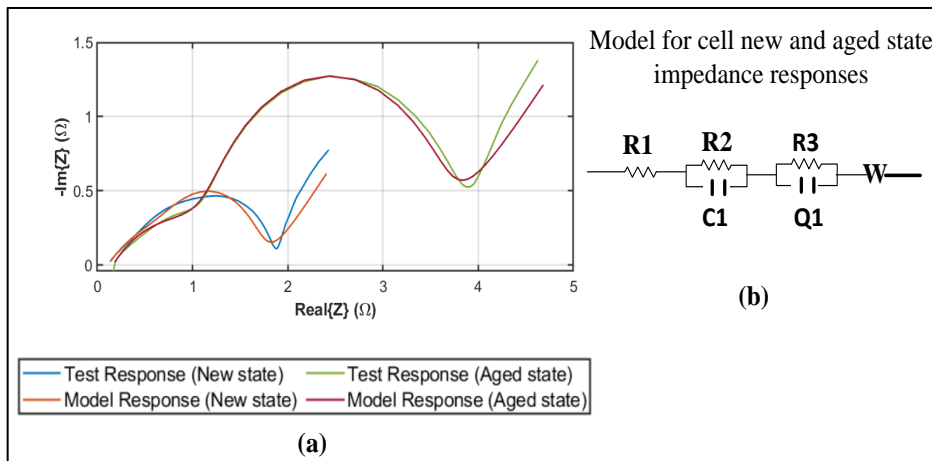 1.5
1
0.5
0
-Im{Z} (Ω)
0 1 2 3 4 5
Real{Z} (Ω)
Test Response (New state) Test Response (Aged state)
Model Response (New state) Model Response (Aged state)
(a)
Model for cell new and aged state
impedance responses
R1 R2 R3
W
C1 Q1
(b)